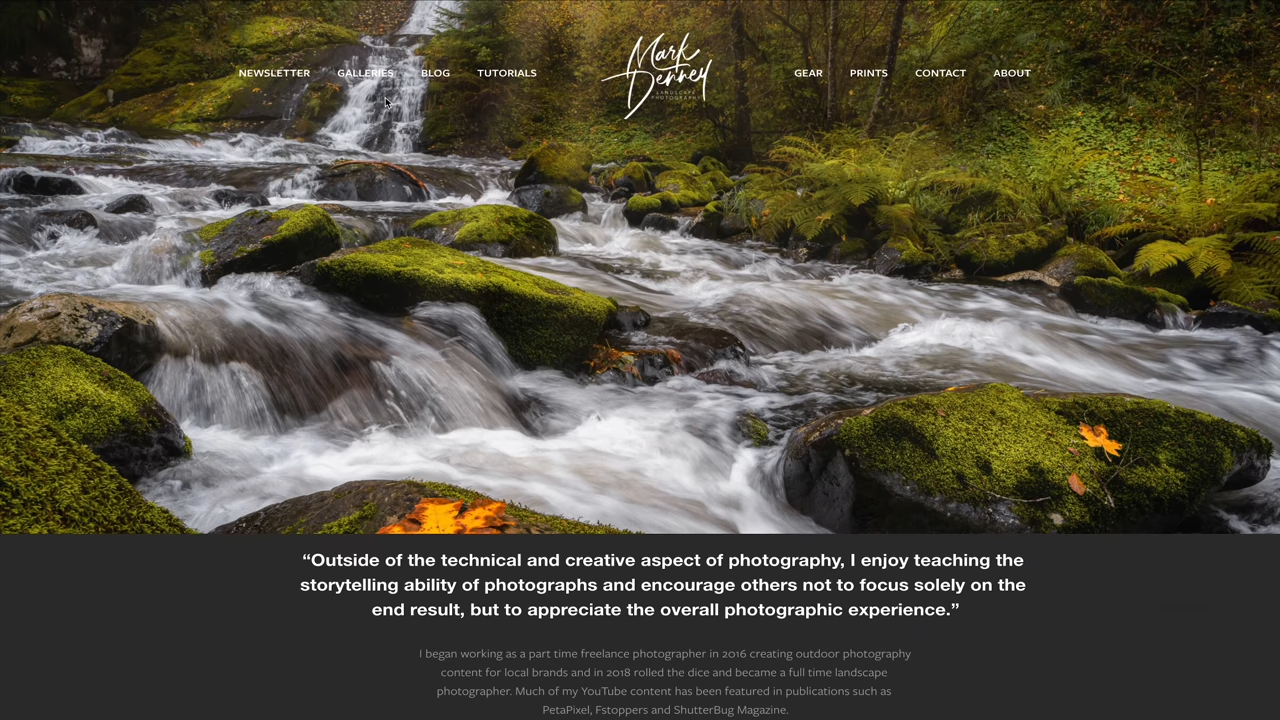 NEWSLETTER GALLERIES BLOG TUTORIALS
Mark
Denney
LANDSCAPE
PHOTOGRAPHY
GEAR PRINTS CONTACT ABOUT
“Outside of the technical and creative aspect of photography, I enjoy teaching the
storytelling ability of photographs and encourage others not to focus solely on the
end result, but to appreciate the overall photographic experience.”
I began working as a part time freelance photographer in 2016 creating outdoor photography
content for local brands and in 2018 rolled the dice and became a full time landscape
photographer. Much of my YouTube content has been featured in publications such as
PetaPixel, Fstoppers and ShutterBug Magazine.